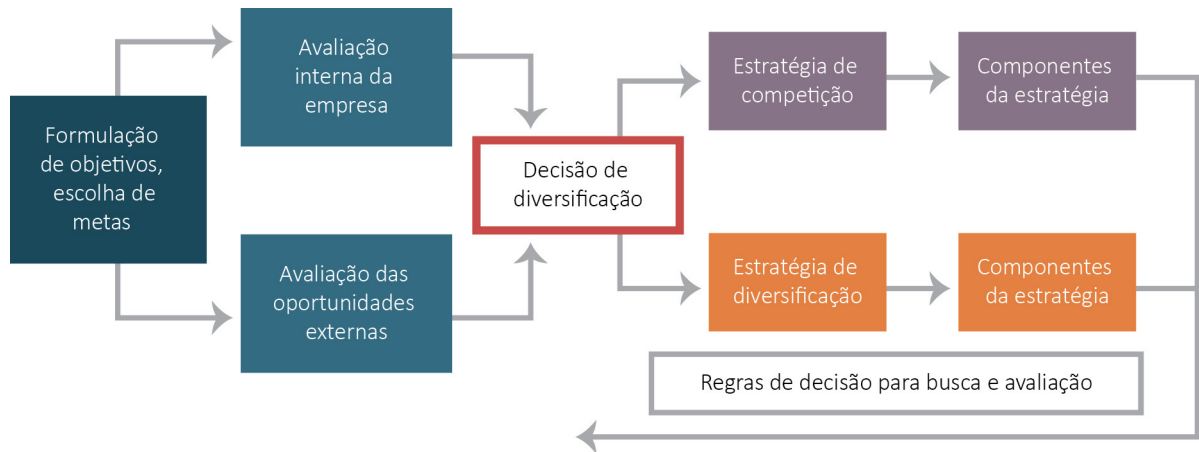 Formulação
de objetivos,
escolha de
metas
Avaliação
interna da
empresa
Avaliação das
oportunidades
externas
Decisão de
diversificação
Estratégia de
competição
Componentes
da estratégia
Estratégia de
diversificação
Componentes
da estratégia
Regras de decisão para busca e avaliação